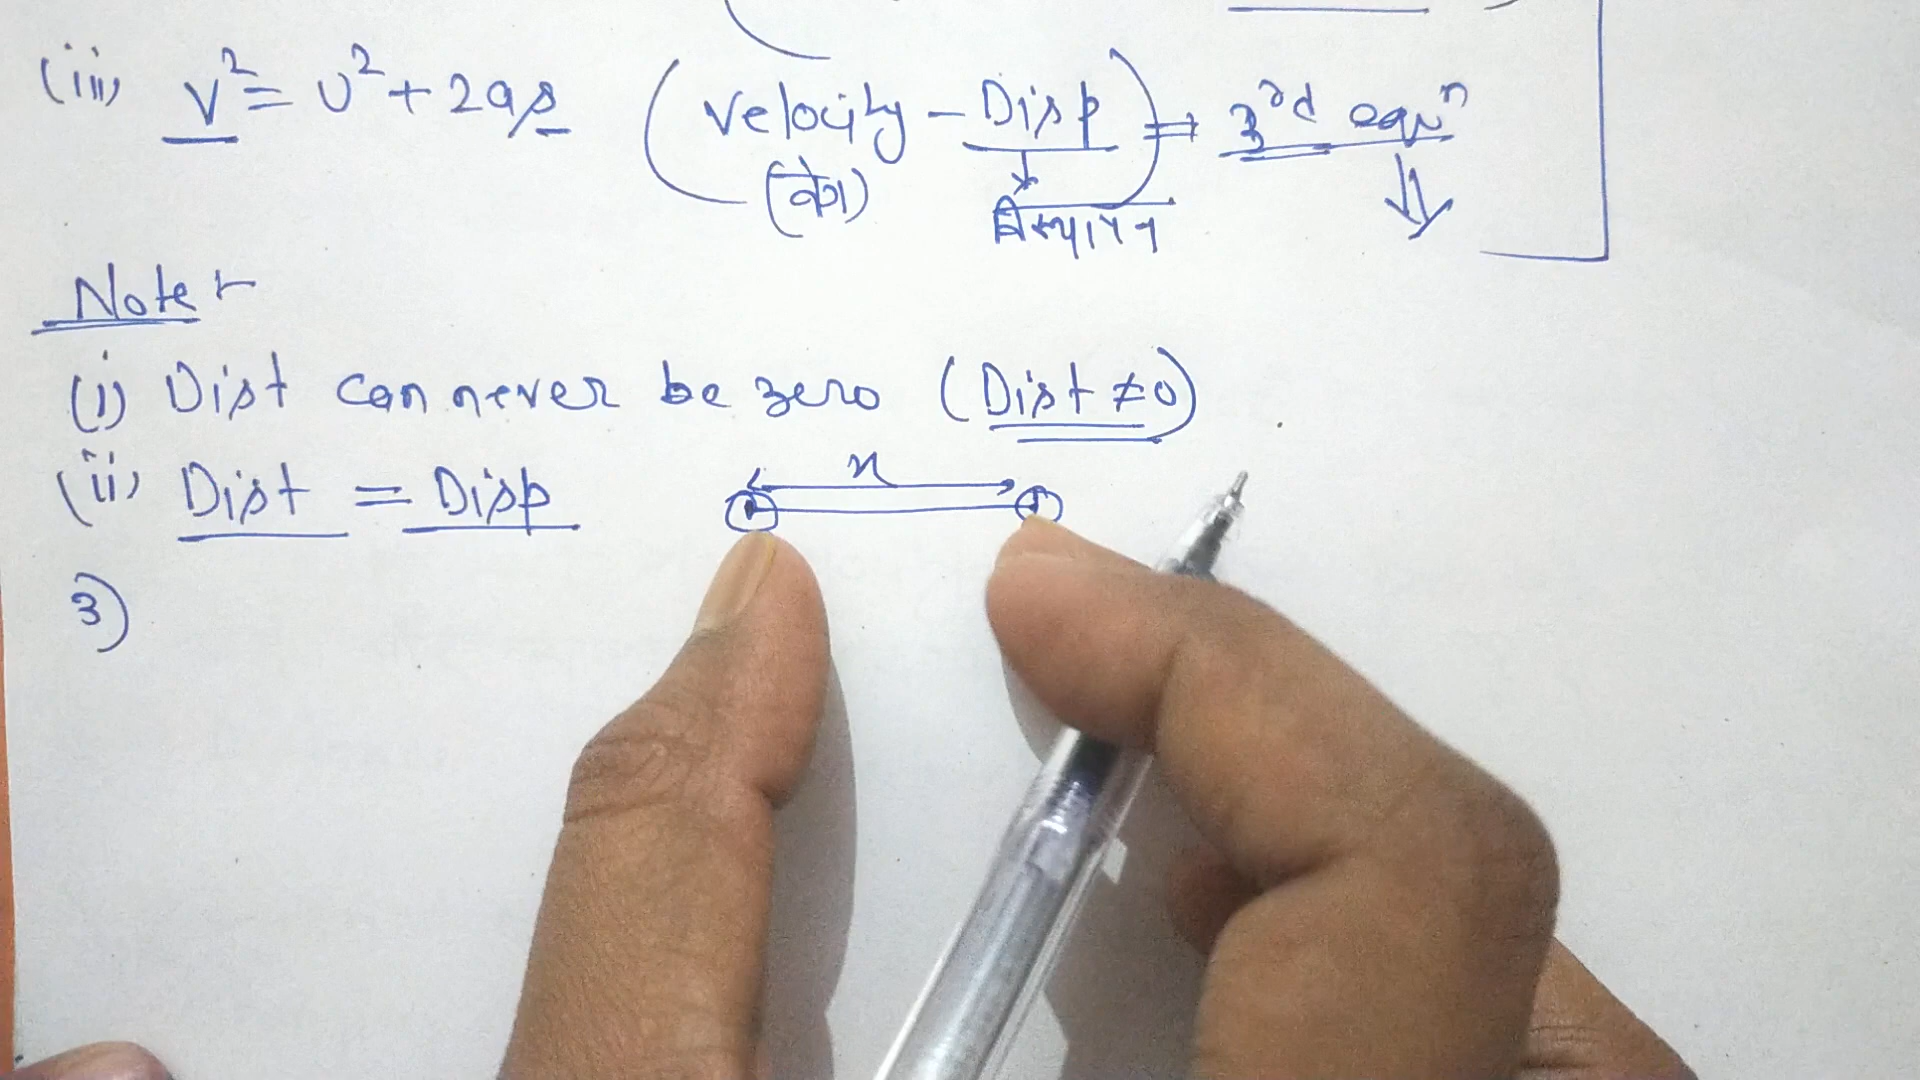 (iii) v² = u² + 2as (Velocity - Disp) ⇒ 3rd eqn
(वेग) विस्थापन
Note :-
(i) Dist can never be zero (Dist ≠ 0)
(ii) Dist = Disp x
3)